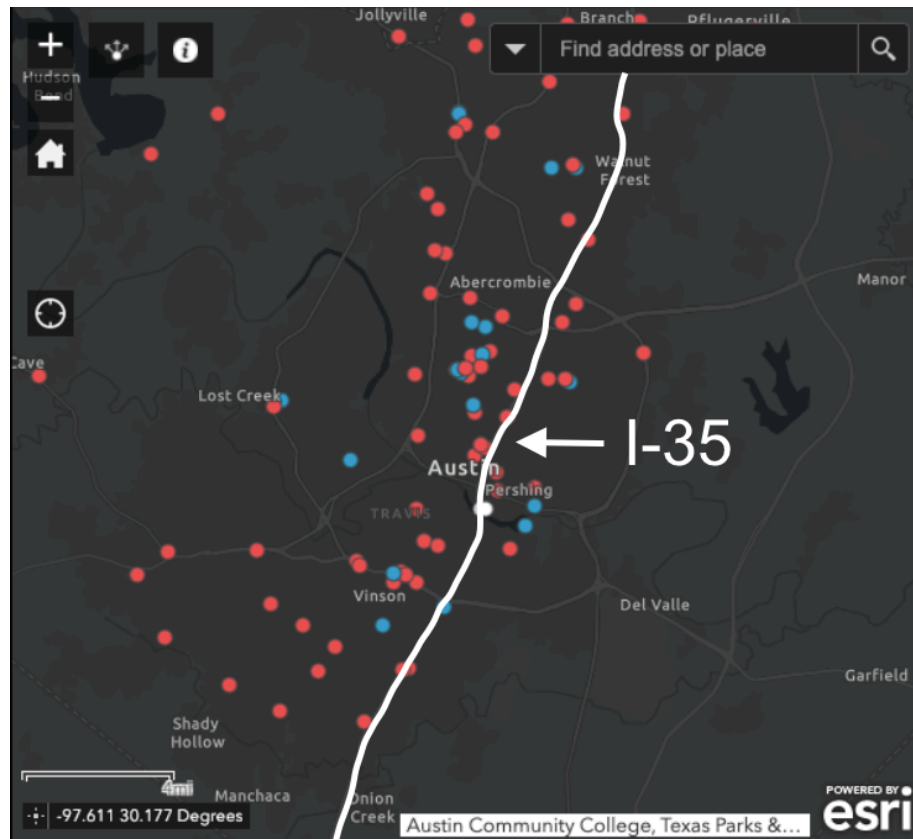 Jollyville
Branch
Pflugerville
+
Find address or place
Hudson
Bend
Walnut
Forest
Abercrombie
Manor
Cave
Lost Creek
I-35
Austin
Pershing
TRAVIS
Vinson
Del Valle
Garfield
Shady
Hollow
4mi
Manchaca
Onion
Creek
-97.611 30.177 Degrees
Austin Community College, Texas Parks &...
POWERED BY
esri